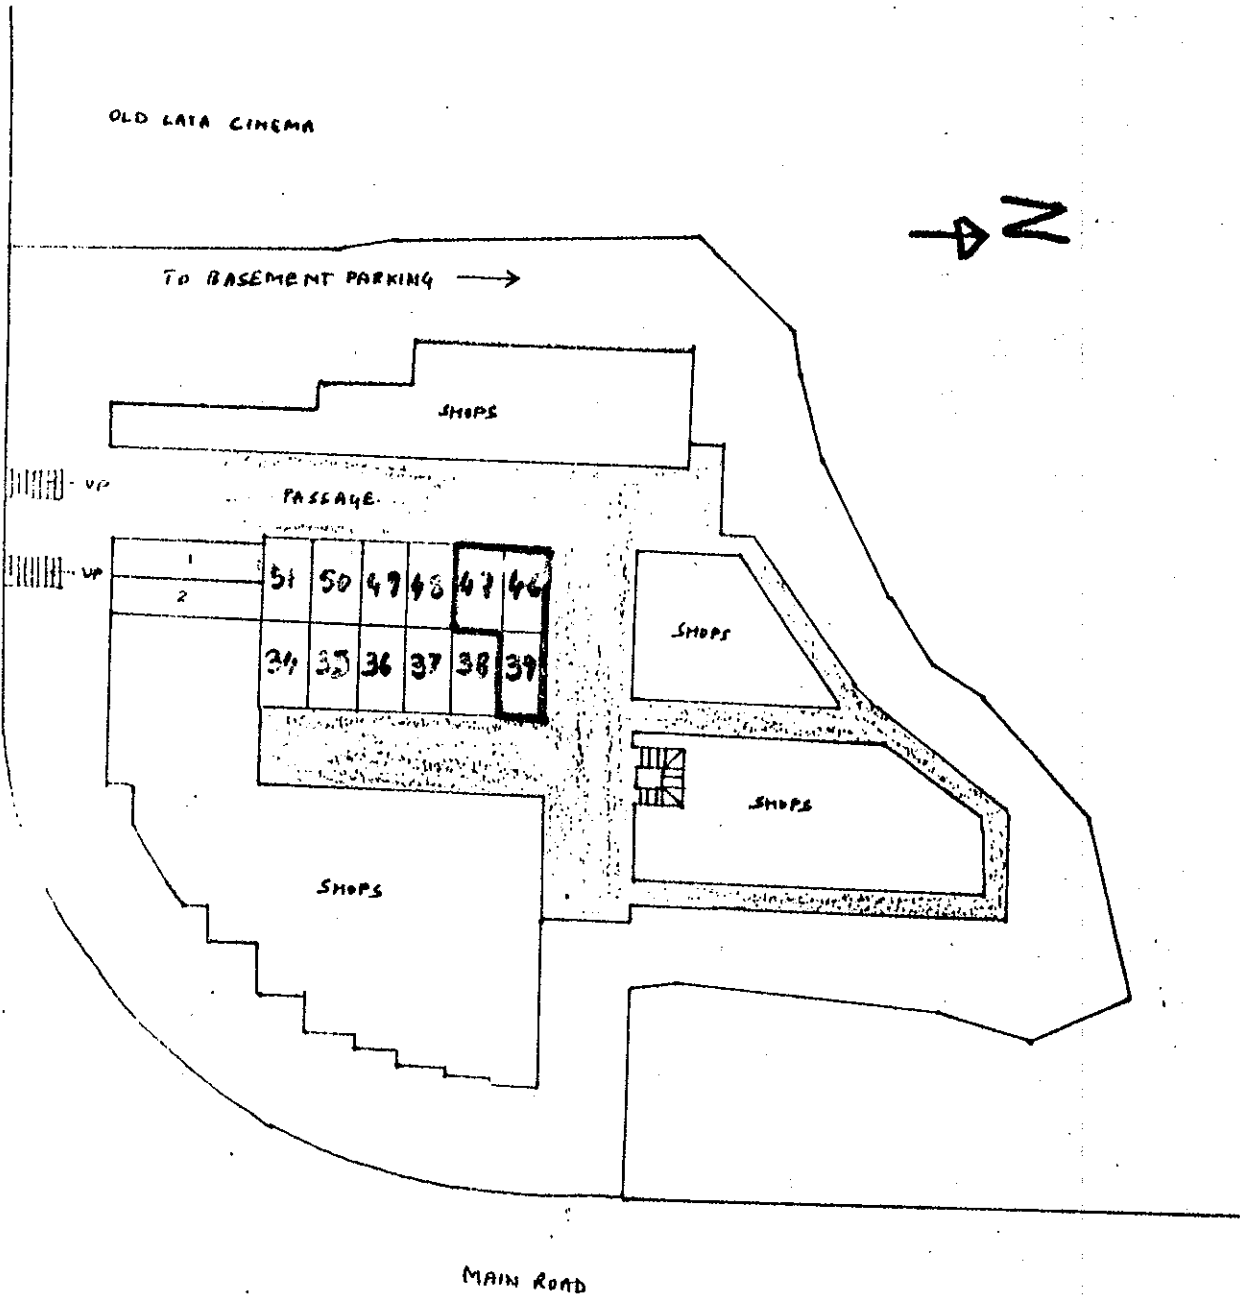 OLD LATA CINEMA
N
TO BASEMENT PARKING
SHOPS
UP
PASSAGE
UP
1
2
51 50 49 48 47 46
34 35 36 37 38 39
SHOPS
SHOPS
SHOPS
MAIN ROAD